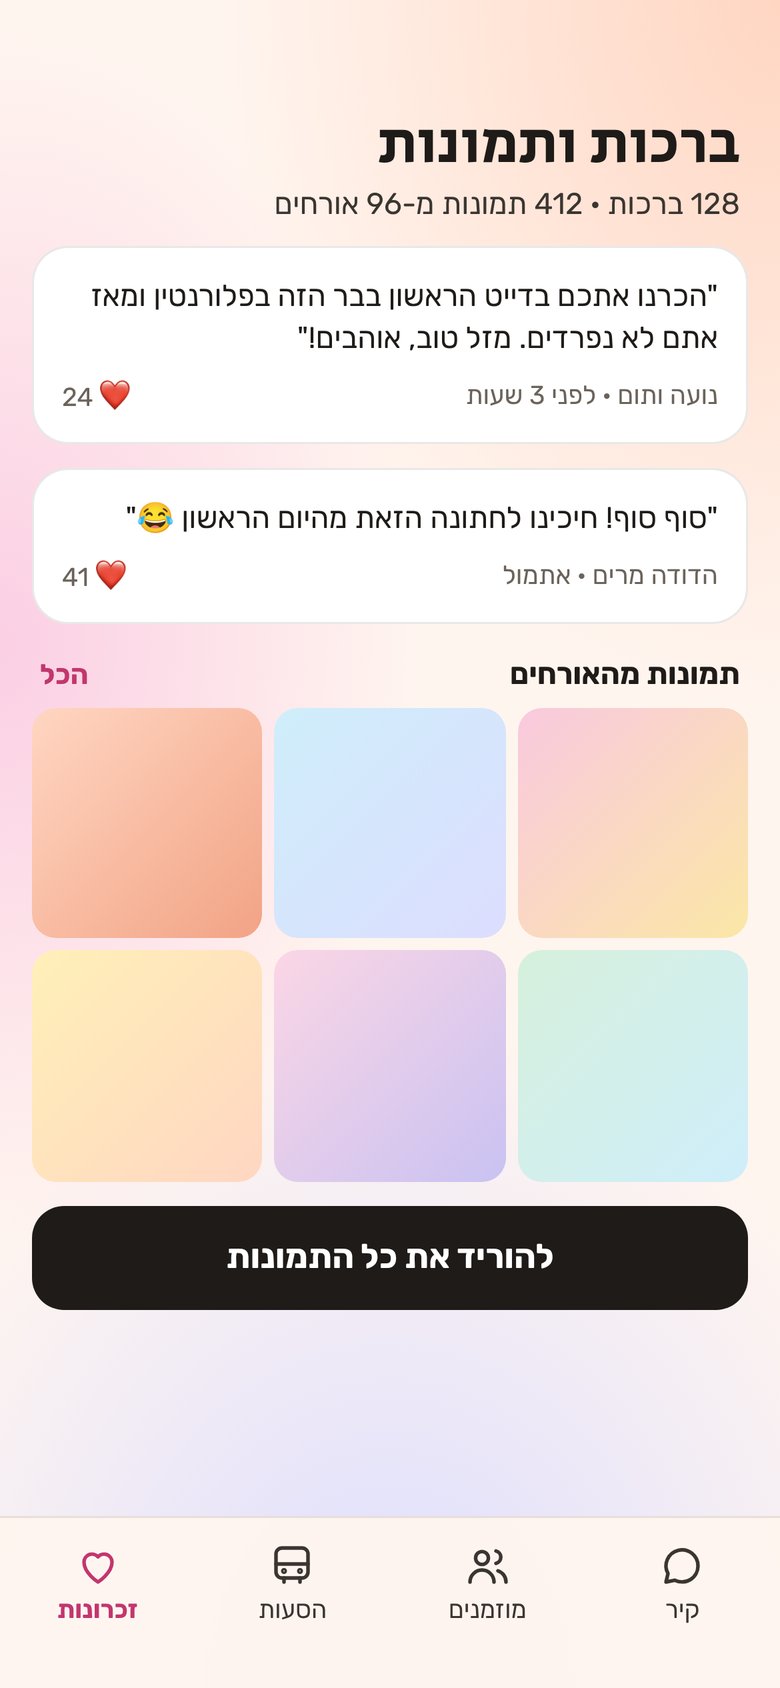 ברכות ותמונות
128 ברכות • 412 תמונות מ-96 אורחים
"הכרנו אתכם בדייט הראשון בבר הזה בפלורנטין ומאז
אתם לא נפרדים. מזל טוב, אוהבים!"
נועה ותום • לפני 3 שעות
❤️ 24
"סוף סוף! חיכינו לחתונה הזאת מהיום הראשון 😂"
הדודה מרים • אתמול
❤️ 41
תמונות מהאורחים
הכל
להוריד את כל התמונות
קיר
מוזמנים
הסעות
זכרונות